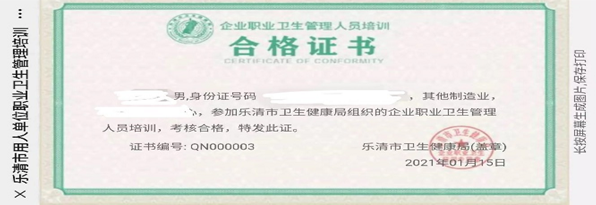 乐清市用人单位职业卫生管理培训 ···
企业职业卫生管理人员培训
合格证书
CERTIFICATE OF CONFORMITY
男,身份证号码 ,其他制造业,
心,参加乐清市卫生健康局组织的企业职业卫生管理
人员培训,考核合格,特发此证。
证书编号: QN000003
乐清市卫生健康局(盖章)
2021年01月15日
长按屏幕生成图片,保存打印